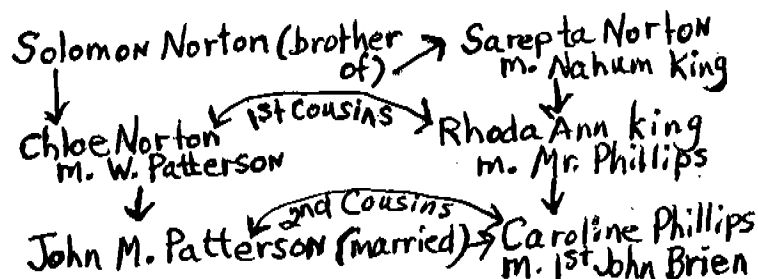 Solomon Norton (brother of) Sarepta Norton
m. Nahum King
1st Cousins
Chloe Norton Rhoda Ann King
m. W. Patterson m. Mr. Phillips
2nd Cousins
John M. Patterson (married) Caroline Phillips
m. 1st John Brien